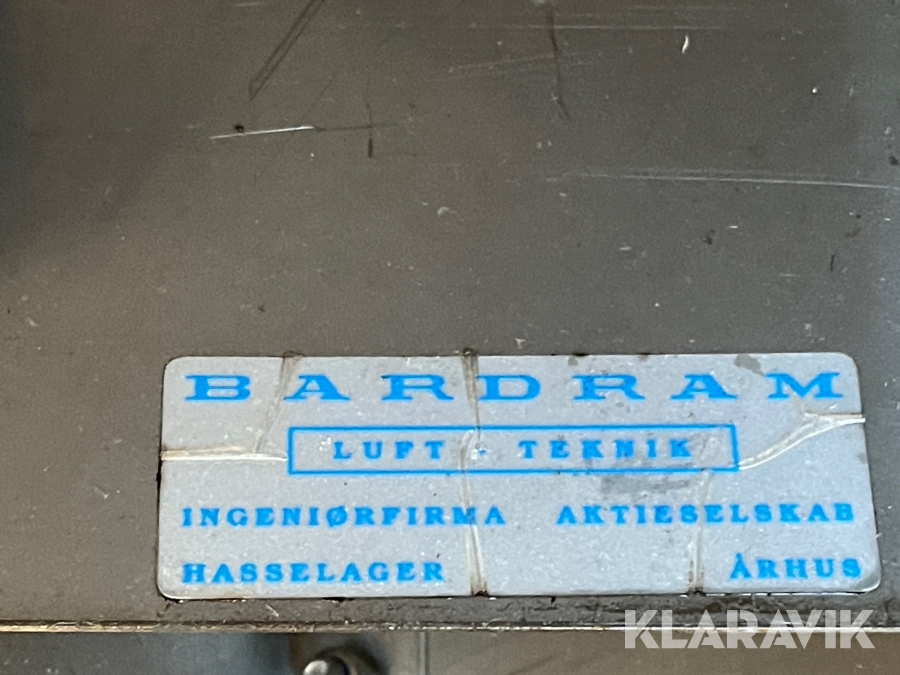 BARDRAM
LUFT - TEKNIK
INGENIØRFIRMA AKTIESELSKAB
HASSELAGER ÅRHUS
KLARAVIK